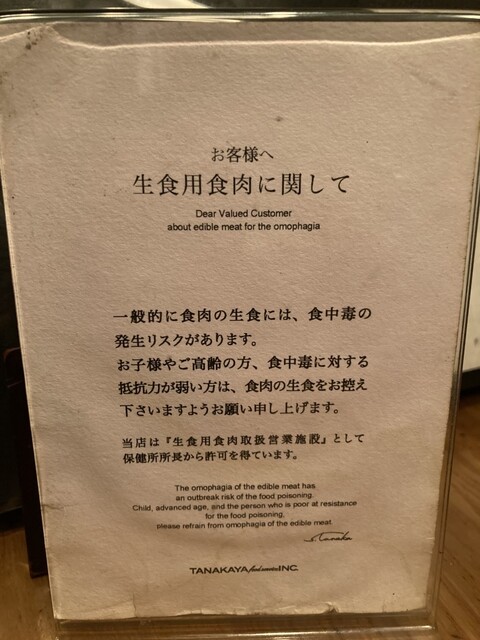 お客様へ
生食用食肉に関して
Dear Valued Customer
about edible meat for the omophagia
一般的に食肉の生食には、食中毒の
発生リスクがあります。
お子様やご高齢の方、食中毒に対する
抵抗力が弱い方は、食肉の生食をお控え
下さいますようお願い申し上げます。
当店は『生食用食肉取扱営業施設』として
保健所所長から許可を得ています。
The omophagia of the edible meat has
an outbreak risk of the food poisoning.
Child, advanced age, and the person who is poor at resistance
for the food poisoning,
please refrain from omophagia of the edible meat.
s.Tanaka
TANAKAYA food service INC.